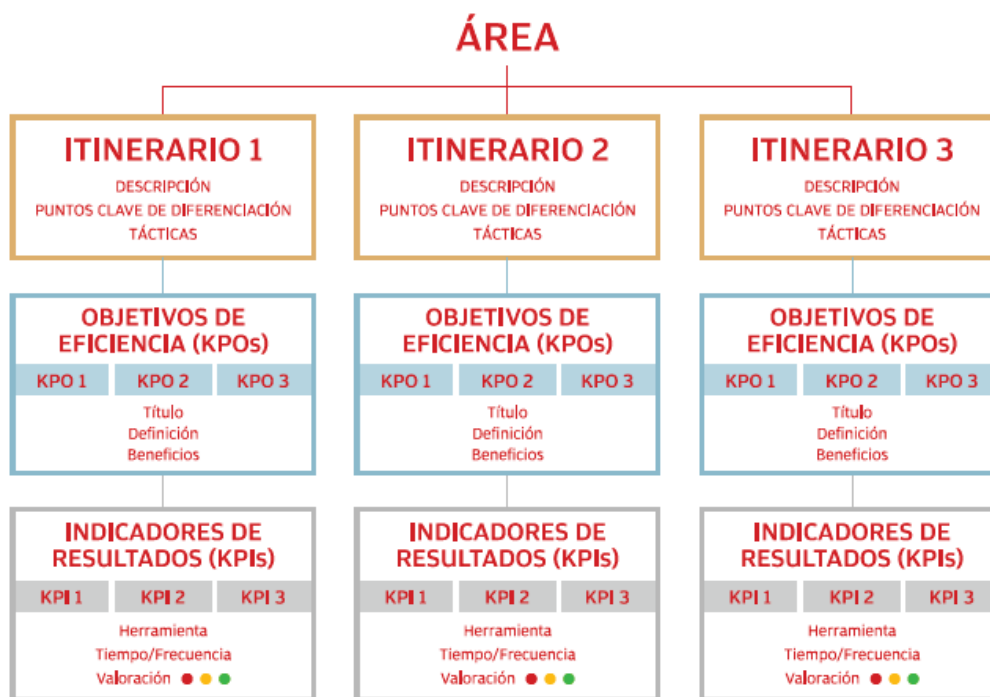 ÁREA
ITINERARIO 1
DESCRIPCIÓN
PUNTOS CLAVE DE DIFERENCIACIÓN
TÁCTICAS
OBJETIVOS DE
EFICIENCIA (KPOs)
KPO 1 KPO 2 KPO 3
Título
Definición
Beneficios
INDICADORES DE
RESULTADOS (KPIs)
KPI 1 KPI 2 KPI 3
Herramienta
Tiempo/Frecuencia
Valoración
ITINERARIO 2
DESCRIPCIÓN
PUNTOS CLAVE DE DIFERENCIACIÓN
TÁCTICAS
OBJETIVOS DE
EFICIENCIA (KPOs)
KPO 1 KPO 2 KPO 3
Título
Definición
Beneficios
INDICADORES DE
RESULTADOS (KPIs)
KPI 1 KPI 2 KPI 3
Herramienta
Tiempo/Frecuencia
Valoración
ITINERARIO 3
DESCRIPCIÓN
PUNTOS CLAVE DE DIFERENCIACIÓN
TÁCTICAS
OBJETIVOS DE
EFICIENCIA (KPOs)
KPO 1 KPO 2 KPO 3
Título
Definición
Beneficios
INDICADORES DE
RESULTADOS (KPIs)
KPI 1 KPI 2 KPI 3
Herramienta
Tiempo/Frecuencia
Valoración